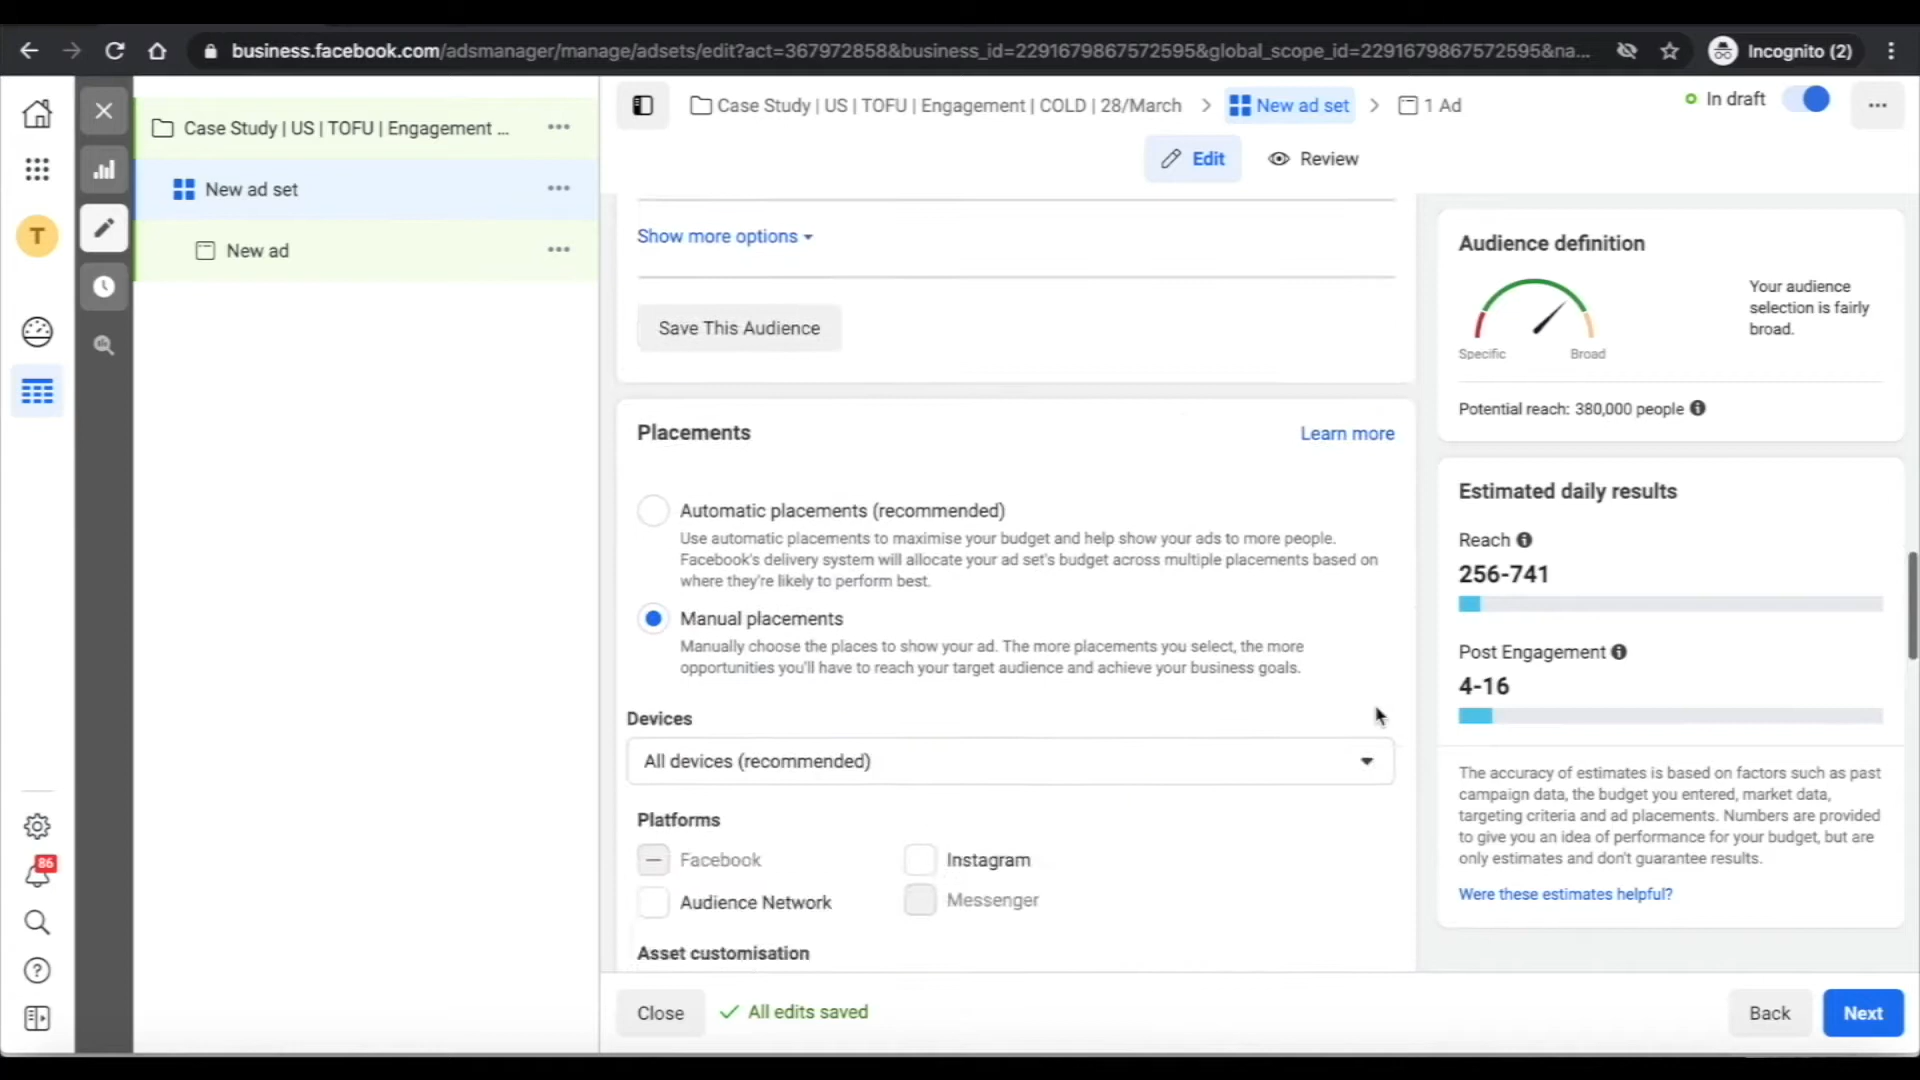 business.facebook.com/adsmanager/manage/adsets/edit?act=367972858&business_id=2291679867572595&global_scope_id=2291679867572595&na...
Incognito (2)
Case Study | US | TOFU | Engagement ...
New ad set
New ad
T
86
Case Study | US | TOFU | Engagement | COLD | 28/March
New ad set
1 Ad
In draft
Edit
Review
Show more options
Save This Audience
Placements
Learn more
Automatic placements (recommended)
Use automatic placements to maximise your budget and help show your ads to more people.
Facebook's delivery system will allocate your ad set's budget across multiple placements based on
where they're likely to perform best.
Manual placements
Manually choose the places to show your ad. The more placements you select, the more
opportunities you'll have to reach your target audience and achieve your business goals.
Devices
All devices (recommended)
Platforms
Facebook
Instagram
Audience Network
Messenger
Asset customisation
Audience definition
Your audience
selection is fairly
broad.
Specific
Broad
Potential reach: 380,000 people
Estimated daily results
Reach
256-741
Post Engagement
4-16
The accuracy of estimates is based on factors such as past
campaign data, the budget you entered, market data,
targeting criteria and ad placements. Numbers are provided
to give you an idea of performance for your budget, but are
only estimates and don't guarantee results.
Were these estimates helpful?
Close
All edits saved
Back
Next